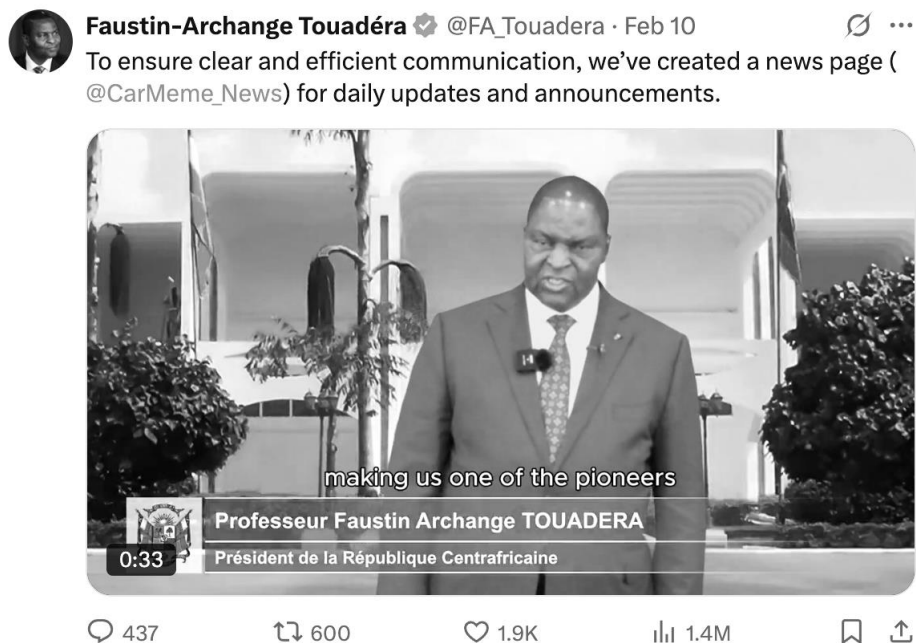 Faustin-Archange Touadéra @FA_Touadera · Feb 10
To ensure clear and efficient communication, we’ve created a news page (
@CarMeme_News) for daily updates and announcements.
making us one of the pioneers
Professeur Faustin Archange TOUADERA
0:33
Président de la République Centrafricaine
437 600 1.9K 1.4M